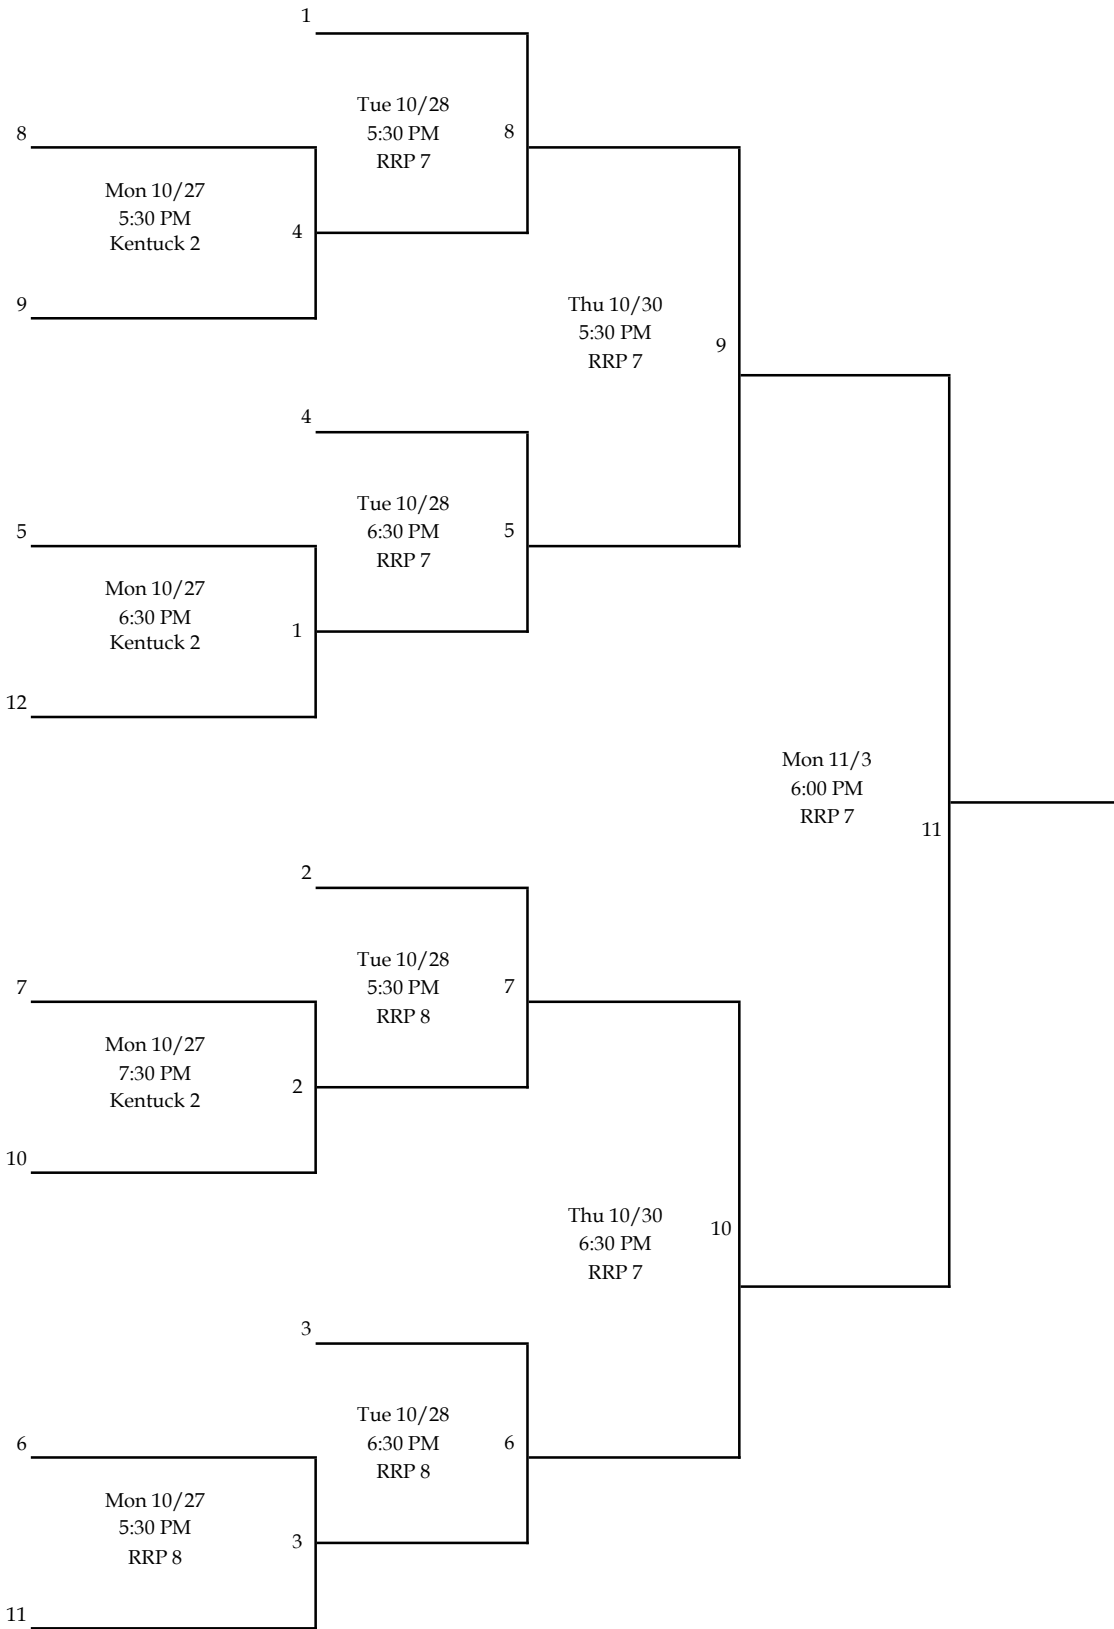 1
Tue 10/28
5:30 PM
RRP 7
8
8
Mon 10/27
5:30 PM
Kentuck 2
4
9
Thu 10/30
5:30 PM
RRP 7
9
4
Tue 10/28
6:30 PM
RRP 7
5
5
Mon 10/27
6:30 PM
Kentuck 2
1
12
Mon 11/3
6:00 PM
RRP 7
11
2
Tue 10/28
5:30 PM
RRP 8
7
7
Mon 10/27
7:30 PM
Kentuck 2
2
10
Thu 10/30
6:30 PM
RRP 7
10
3
Tue 10/28
6:30 PM
RRP 8
6
6
Mon 10/27
5:30 PM
RRP 8
3
11